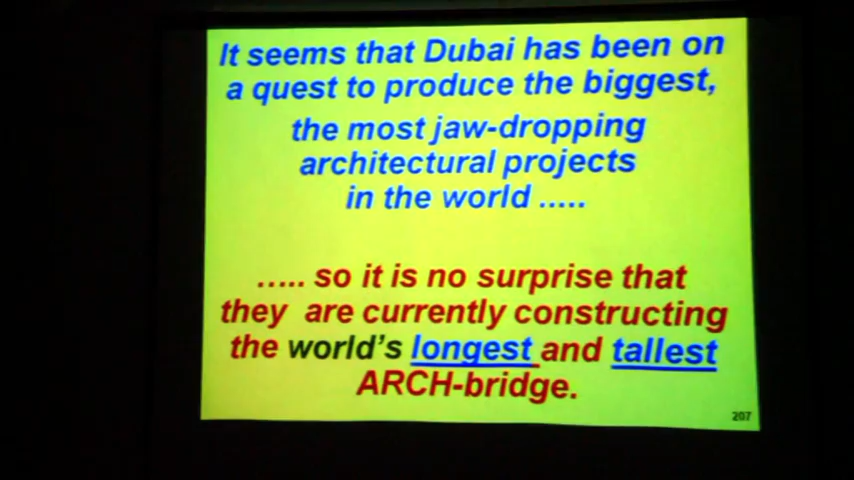 It seems that Dubai has been on
a quest to produce the biggest,
the most jaw-dropping
architectural projects
in the world .....
..... so it is no surprise that
they are currently constructing
the world's longest and tallest
ARCH-bridge.
207